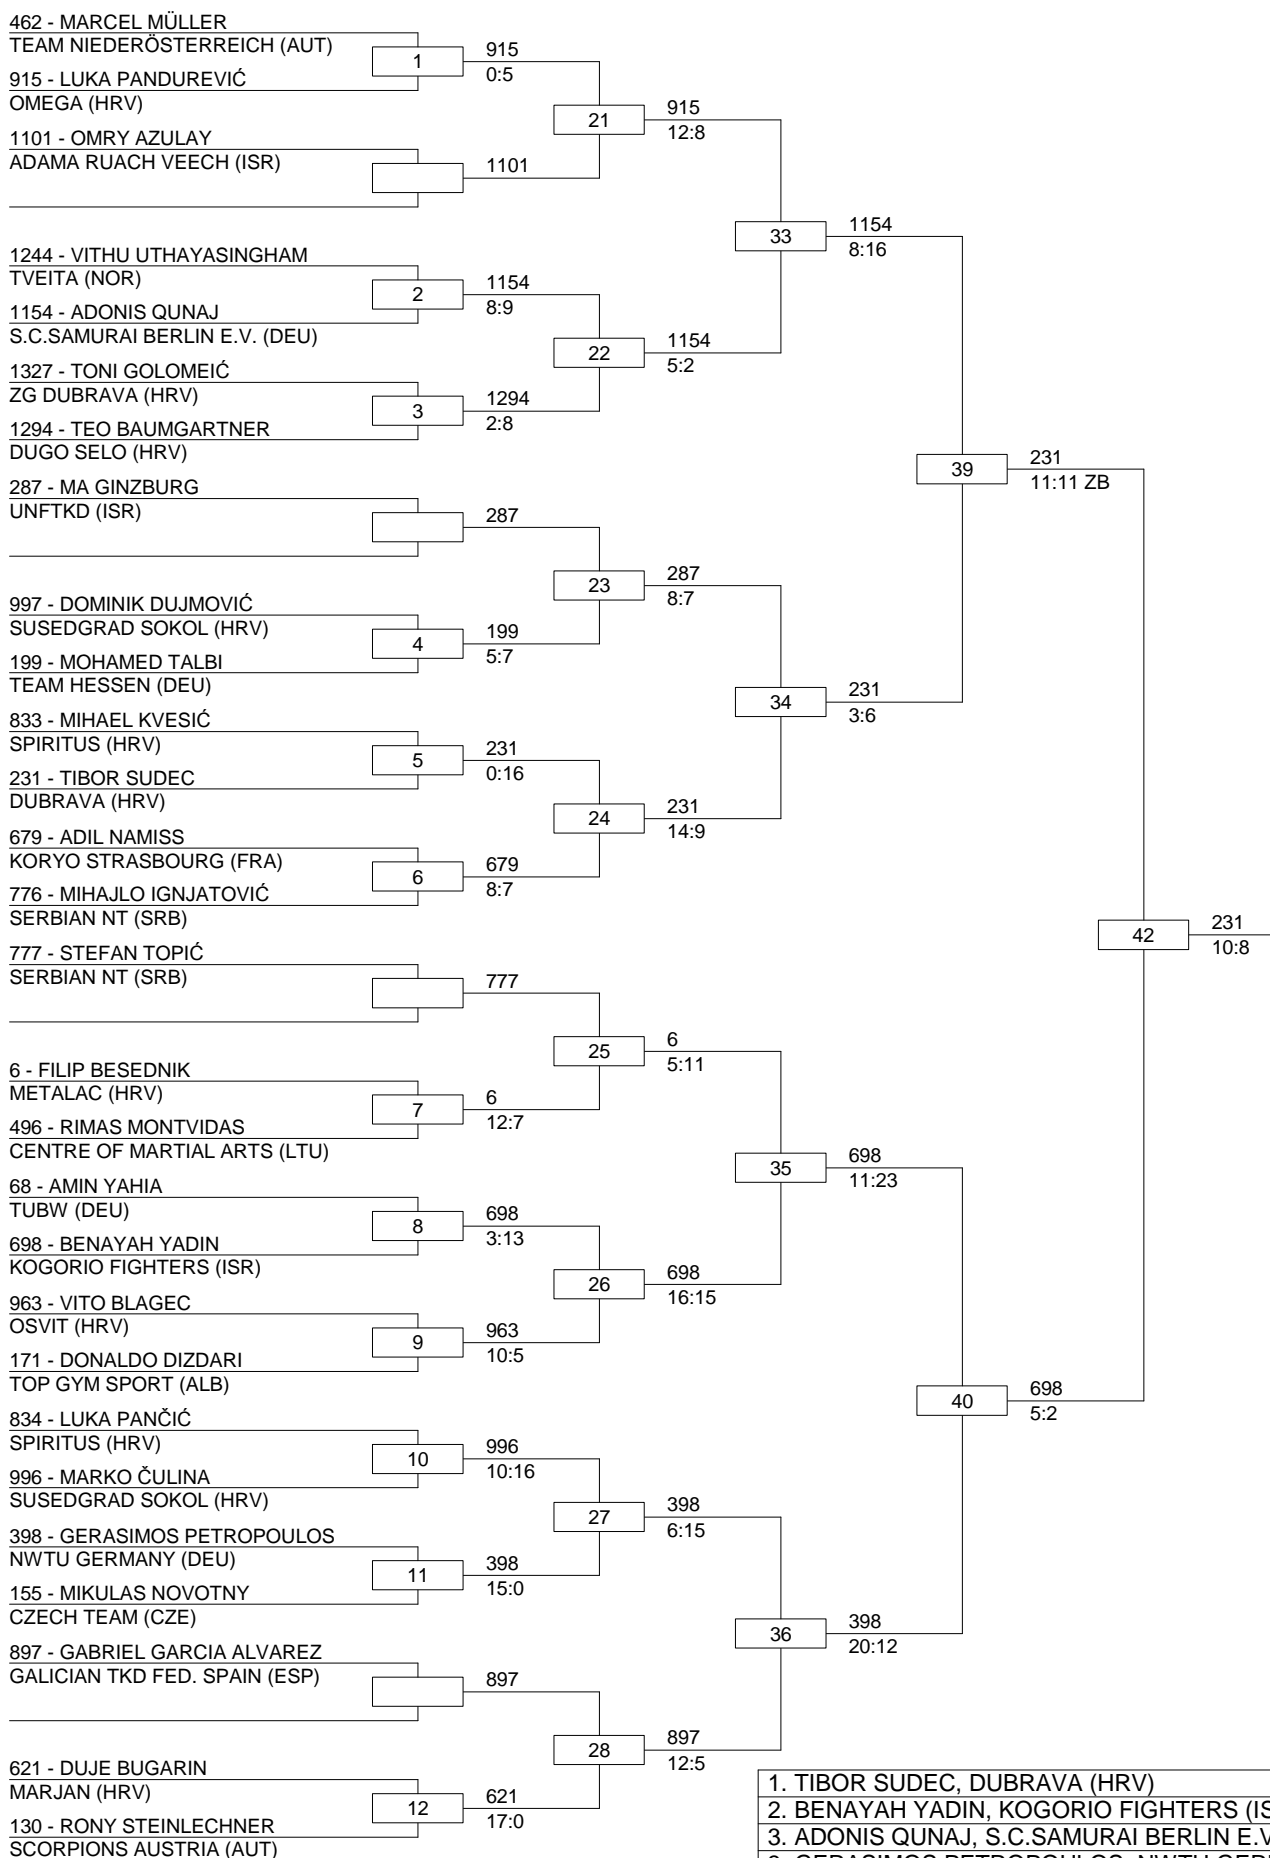 462 - MARCEL MÜLLER
TEAM NIEDERÖSTERREICH (AUT)
1
915
0:5
915 - LUKA PANDUREVIĆ
OMEGA (HRV)
21
915
12:8
1101 - OMRY AZULAY
ADAMA RUACH VEECH (ISR)
1101
33
1154
8:16
1244 - VITHU UTHAYASINGHAM
TVEITA (NOR)
2
1154
8:9
1154 - ADONIS QUNAJ
S.C.SAMURAI BERLIN E.V. (DEU)
22
1154
5:2
1327 - TONI GOLOMEIĆ
ZG DUBRAVA (HRV)
3
1294
2:8
1294 - TEO BAUMGARTNER
DUGO SELO (HRV)
39
231
11:11 ZB
287 - MA GINZBURG
UNFTKD (ISR)
287
23
287
8:7
997 - DOMINIK DUJMOVIĆ
SUSEDGRAD SOKOL (HRV)
4
199
5:7
199 - MOHAMED TALBI
TEAM HESSEN (DEU)
34
231
3:6
833 - MIHAEL KVESIĆ
SPIRITUS (HRV)
5
231
0:16
231 - TIBOR SUDEC
DUBRAVA (HRV)
24
231
14:9
679 - ADIL NAMISS
KORYO STRASBOURG (FRA)
6
679
8:7
776 - MIHAJLO IGNJATOVIĆ
SERBIAN NT (SRB)
42
231
10:8
777 - STEFAN TOPIĆ
SERBIAN NT (SRB)
777
25
6
5:11
6 - FILIP BESEDNIK
METALAC (HRV)
7
6
12:7
496 - RIMAS MONTVIDAS
CENTRE OF MARTIAL ARTS (LTU)
35
698
11:23
68 - AMIN YAHIA
TUBW (DEU)
8
698
3:13
698 - BENAYAH YADIN
KOGORIO FIGHTERS (ISR)
26
698
16:15
963 - VITO BLAGEC
OSVIT (HRV)
9
963
10:5
171 - DONALDO DIZDARI
TOP GYM SPORT (ALB)
40
698
5:2
834 - LUKA PANČIĆ
SPIRITUS (HRV)
10
996
10:16
996 - MARKO ČULINA
SUSEDGRAD SOKOL (HRV)
27
398
6:15
398 - GERASIMOS PETROPOULOS
NWTU GERMANY (DEU)
11
398
15:0
155 - MIKULAS NOVOTNY
CZECH TEAM (CZE)
36
398
20:12
897 - GABRIEL GARCIA ALVAREZ
GALICIAN TKD FED. SPAIN (ESP)
897
28
897
12:5
621 - DUJE BUGARIN
MARJAN (HRV)
12
621
17:0
130 - RONY STEINLECHNER
SCORPIONS AUSTRIA (AUT)
1. TIBOR SUDEC, DUBRAVA (HRV)
2. BENAYAH YADIN, KOGORIO FIGHTERS (IS
3. ADONIS QUNAJ, S.C.SAMURAI BERLIN E.V